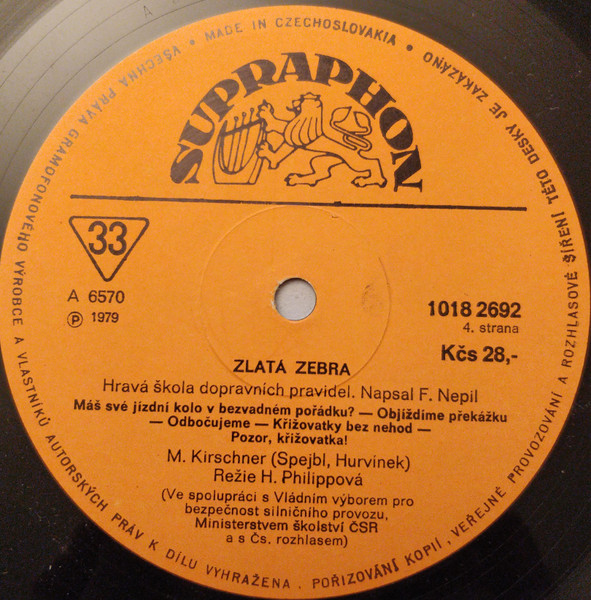 VŠECHNA PRÁVA GRAMOFONOVÉHO VÝROBCE A VLASTNÍKŮ AUTORSKÝCH PRÁV K DÍLU VYHRAŽENA. POŘIZOVÁNÍ KOPIÍ, VEŘEJNÉ PROVOZOVÁNÍ A ROZHLASOVÉ ŠÍŘENÍ TÉTO DESKY JE ZAKÁZÁNO • MADE IN CZECHOSLOVAKIA •
SUPRAPHON
33
A 6570
Ⓟ 1979
1018 2692
4. strana
Kčs 28,-
ZLATÁ ZEBRA
Hravá škola dopravních pravidel. Napsal F. Nepil
Máš své jízdní kolo v bezvadném pořádku? — Objíždíme překážku
— Odbočujeme — Křižovatky bez nehod —
Pozor, křižovatka!
M. Kirschner (Spejbl, Hurvínek)
Režie H. Philippová
(Ve spolupráci s Vládním výborem pro
bezpečnost silničního provozu,
Ministerstvem školství ČSR
a s Čs. rozhlasem)